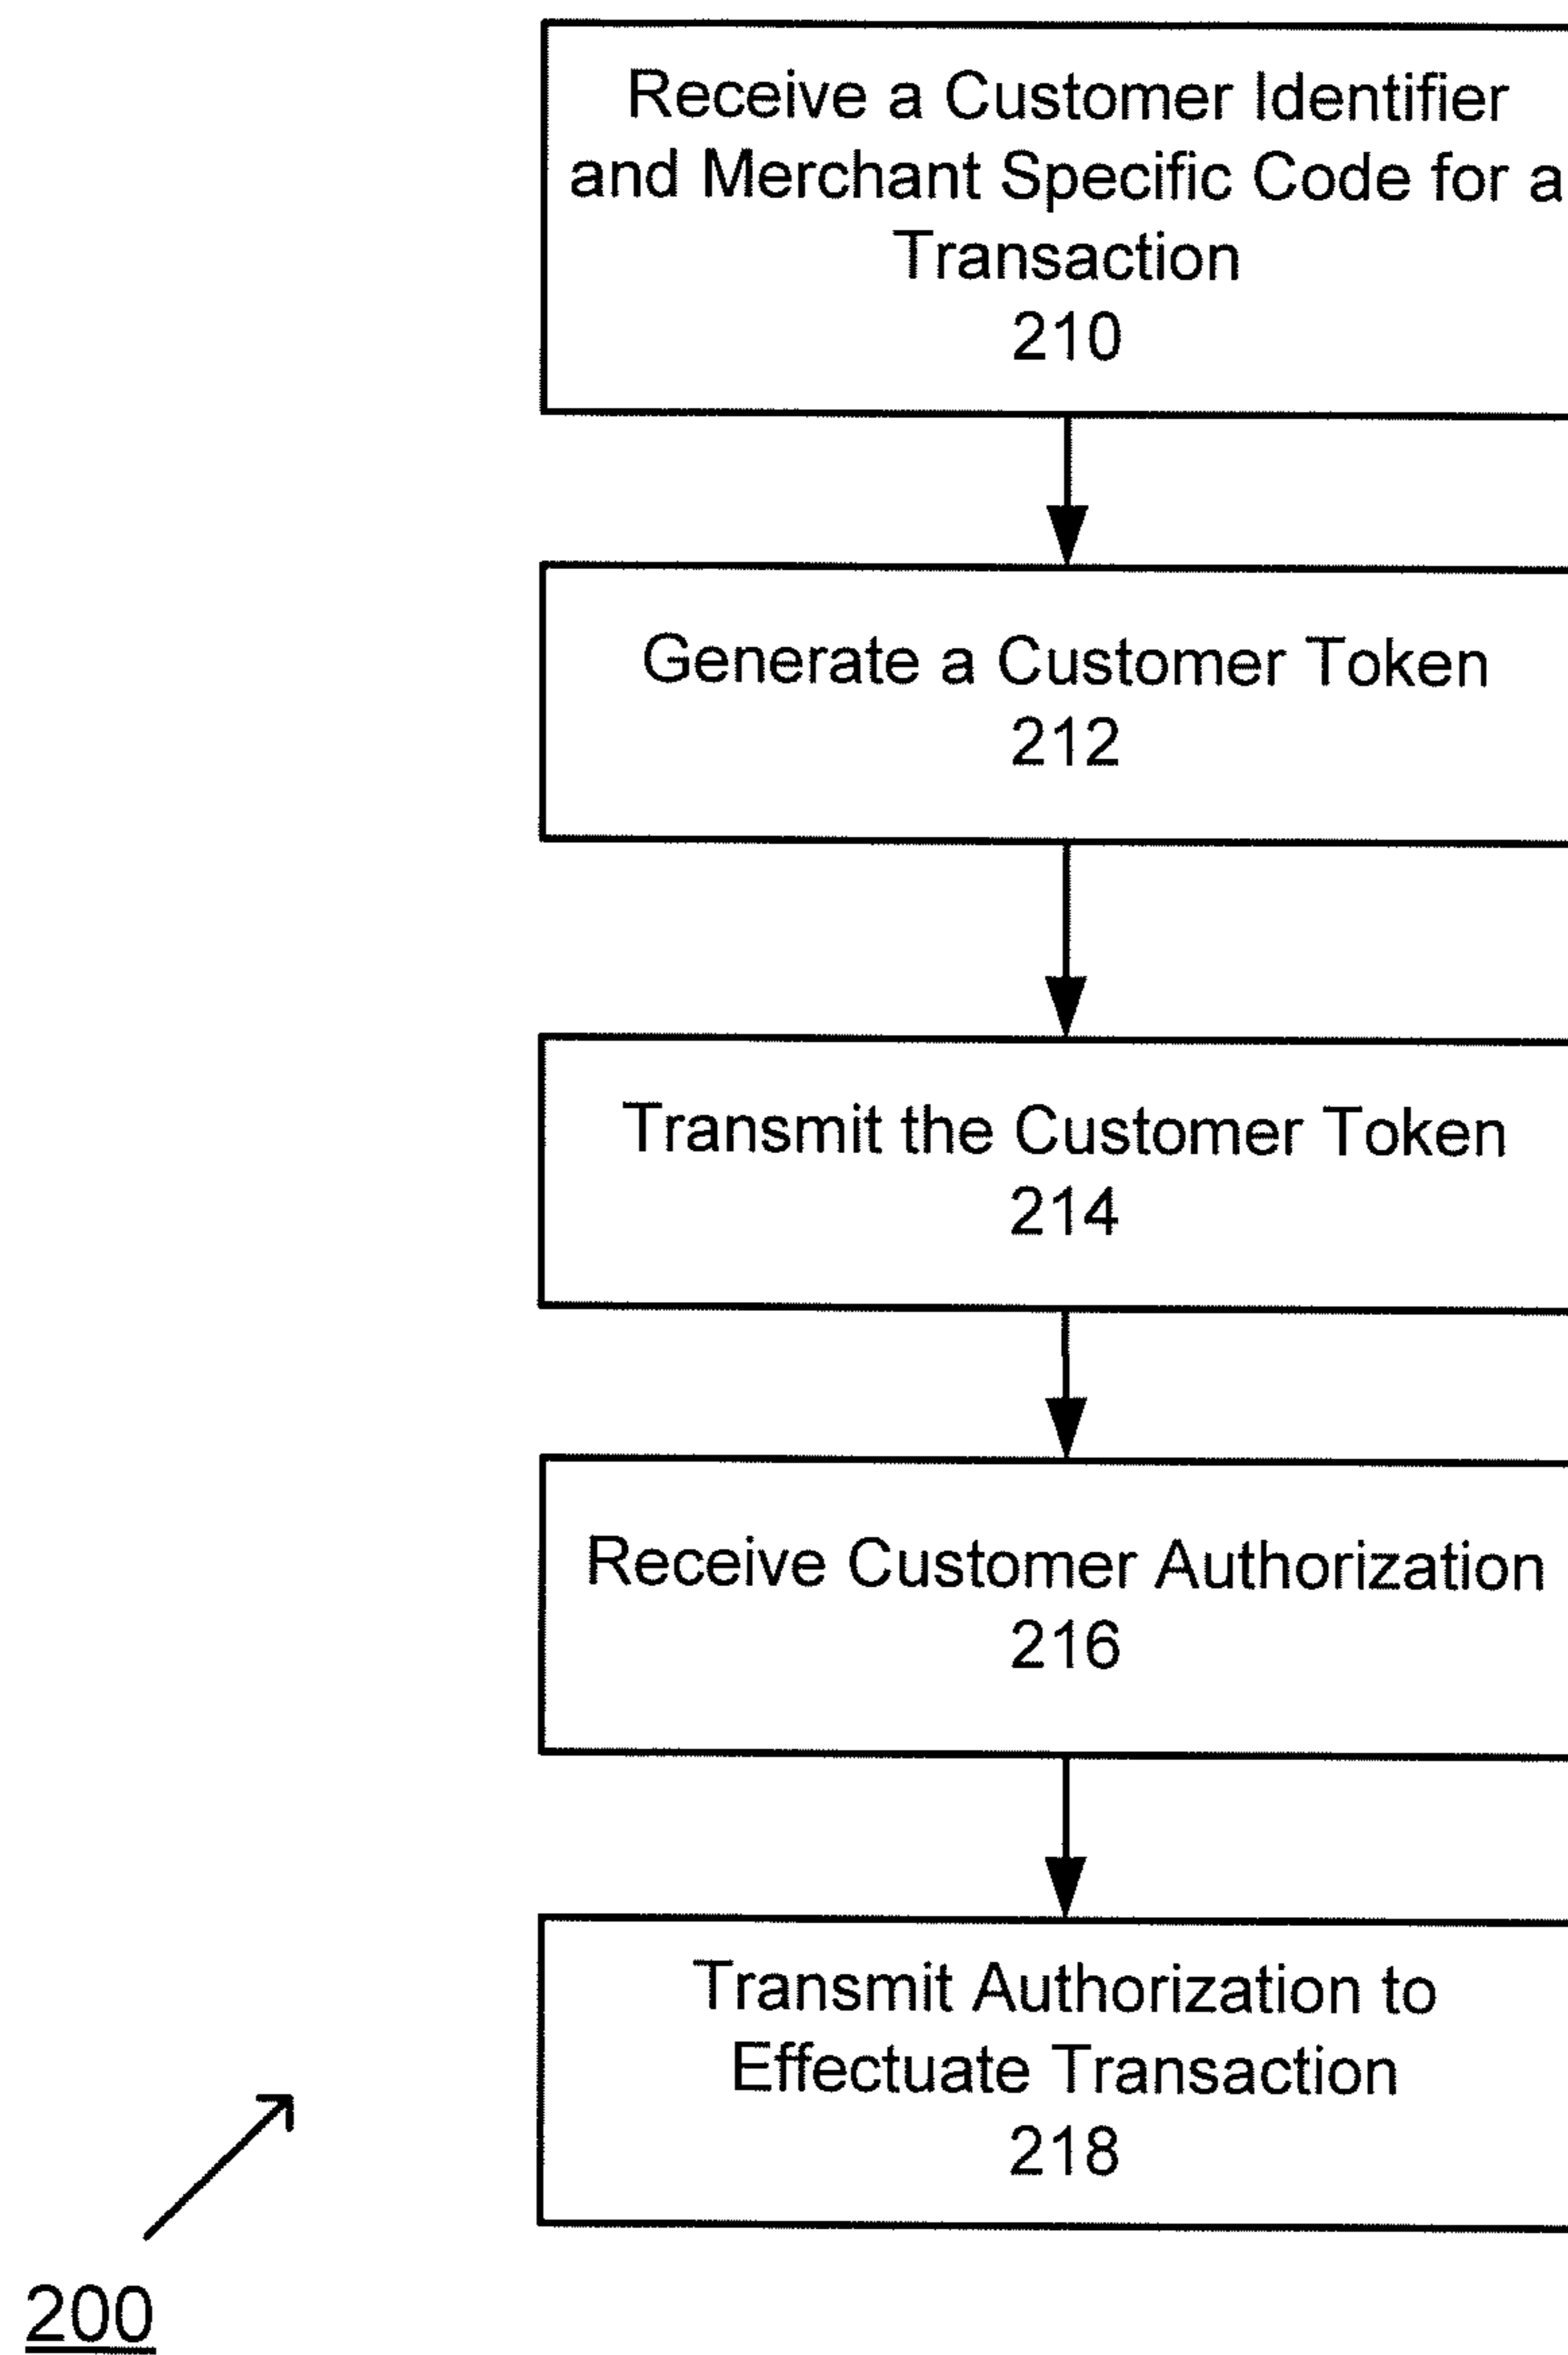 Receive a Customer Identifier
and Merchant Specific Code for a
Transaction
210
Generate a Customer Token
212
Transmit the Customer Token
214
Receive Customer Authorization
216
Transmit Authorization to
Effectuate Transaction
218
200